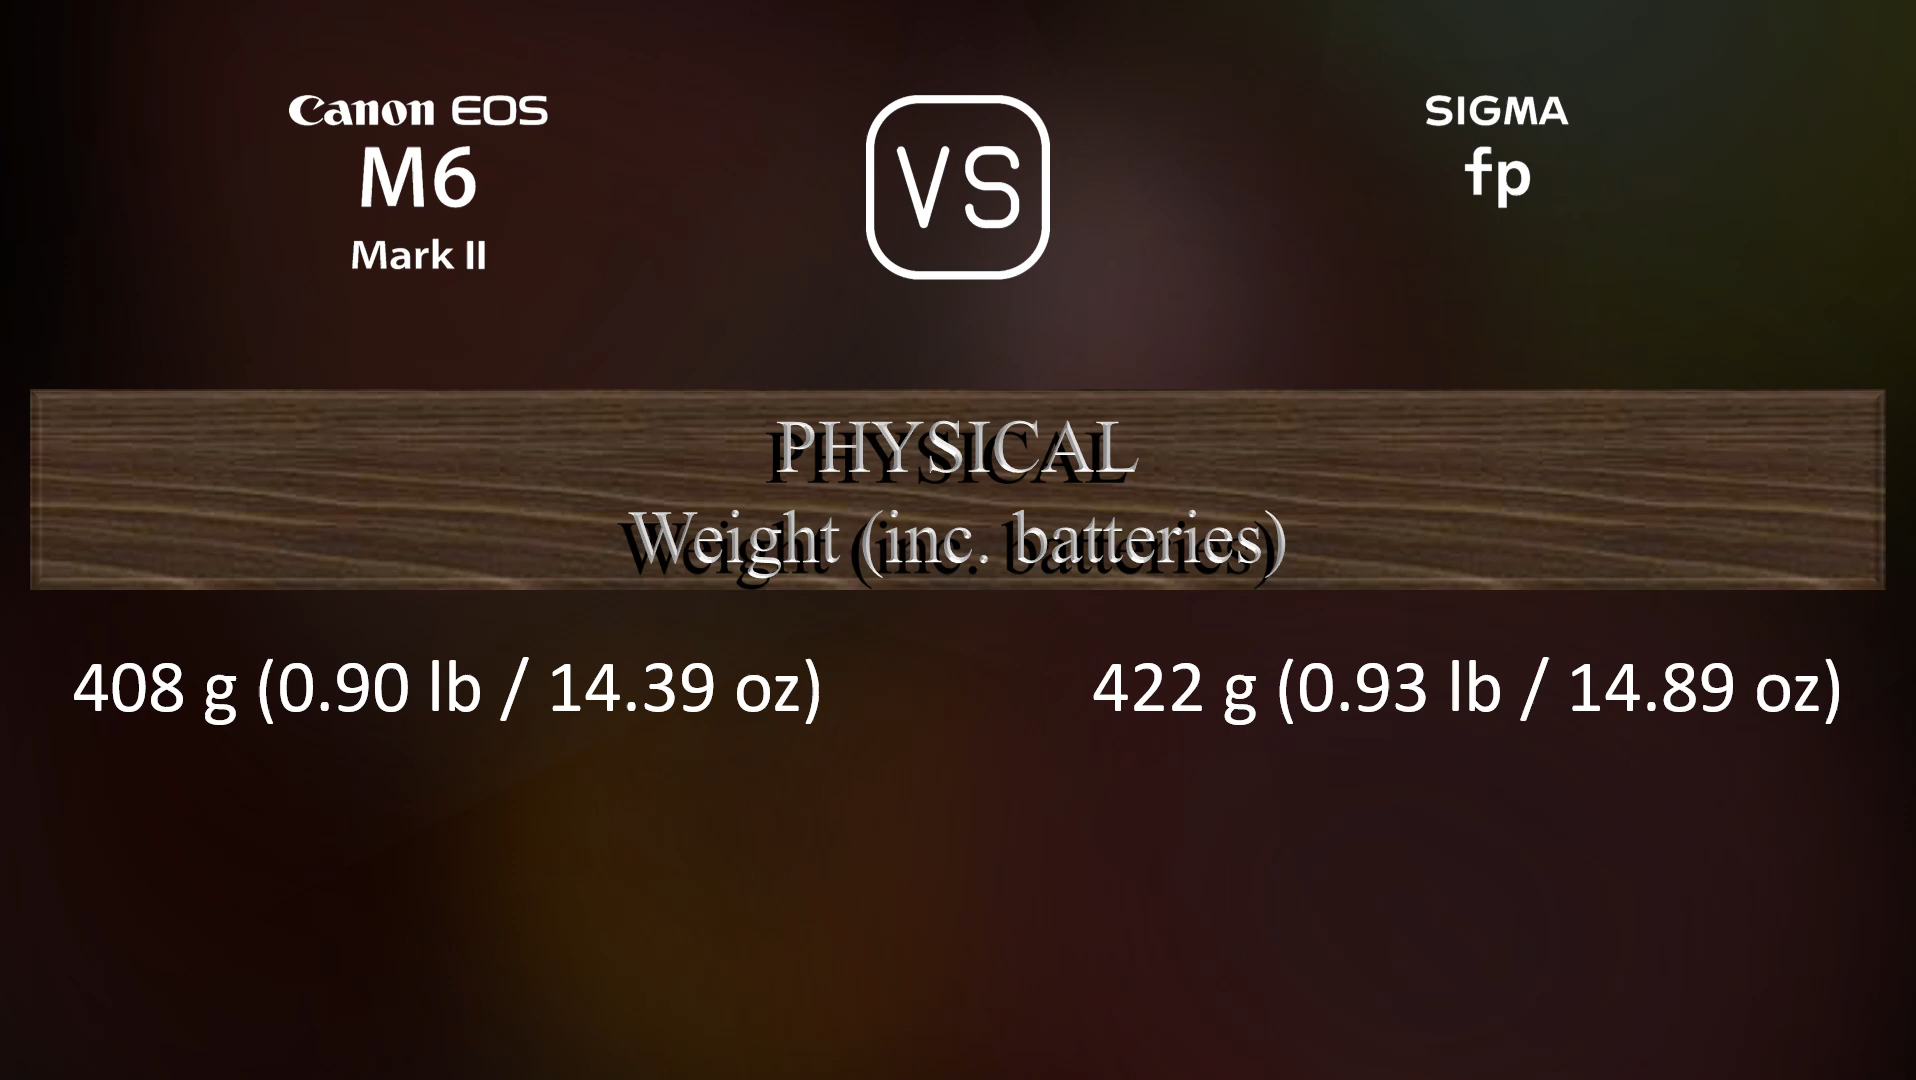 Canon EOS
M6
Mark II
VS
SIGMA
fp
PHYSICAL
Weight (inc. batteries)
408 g (0.90 lb / 14.39 oz)
422 g (0.93 lb / 14.89 oz)